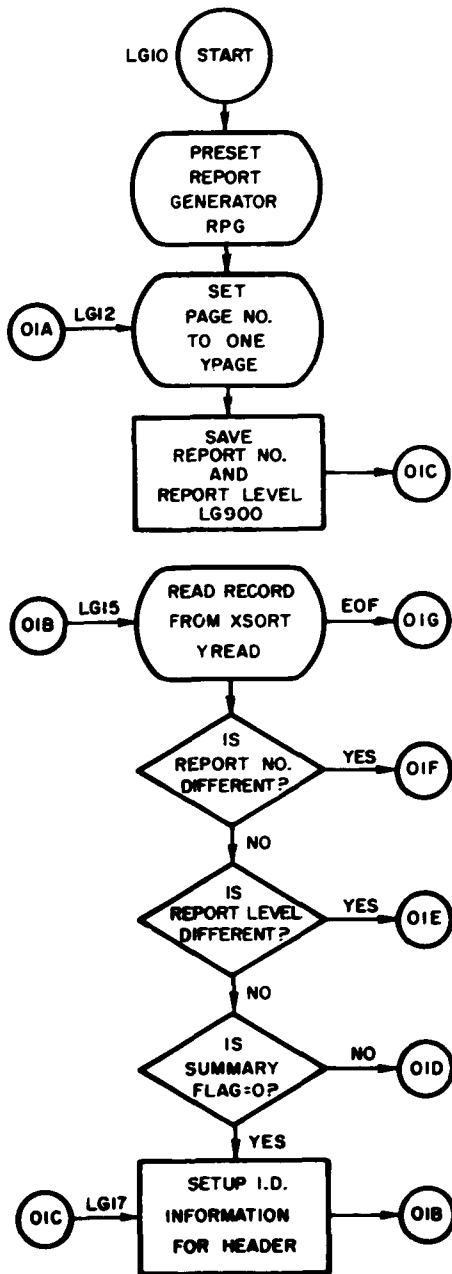 LG10
START
PRESET
REPORT
GENERATOR
RPG
SET
PAGE NO.
TO ONE
YPAGE
01A
LG12
SAVE
REPORT NO.
AND
REPORT LEVEL
LG900
01C
01B
LG15
READ RECORD
FROM XSORT
YREAD
EOF
01G
IS
REPORT NO.
DIFFERENT?
YES
01F
NO
IS
REPORT LEVEL
DIFFERENT?
YES
01E
NO
IS
SUMMARY
FLAG=0?
NO
01D
YES
01C
LG17
SETUP I.D.
INFORMATION
FOR HEADER
01B